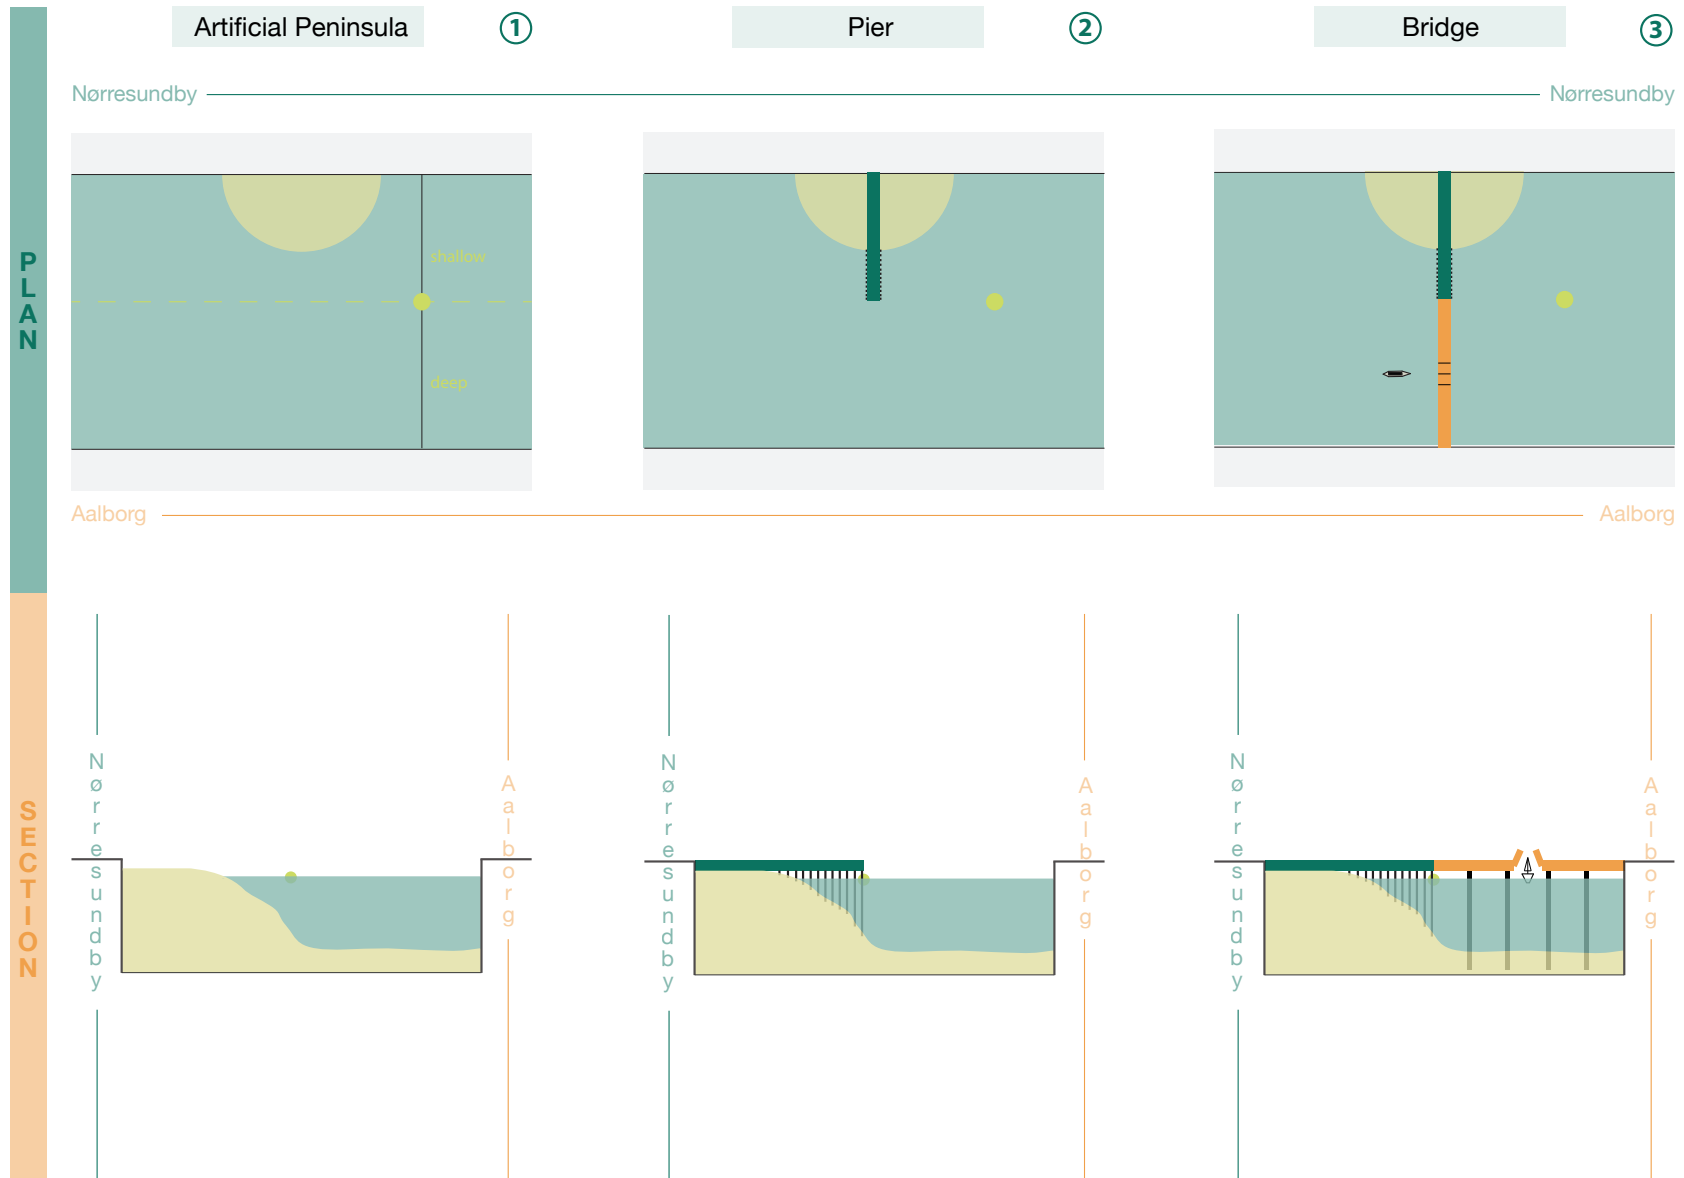 Artificial Peninsula 1
Pier 2
Bridge 3
PLAN
Nørresundby Nørresundby
shallow
deep
Aalborg Aalborg
SECTION
Nørresundby
Aalborg
Nørresundby
Aalborg
Nørresundby
Aalborg